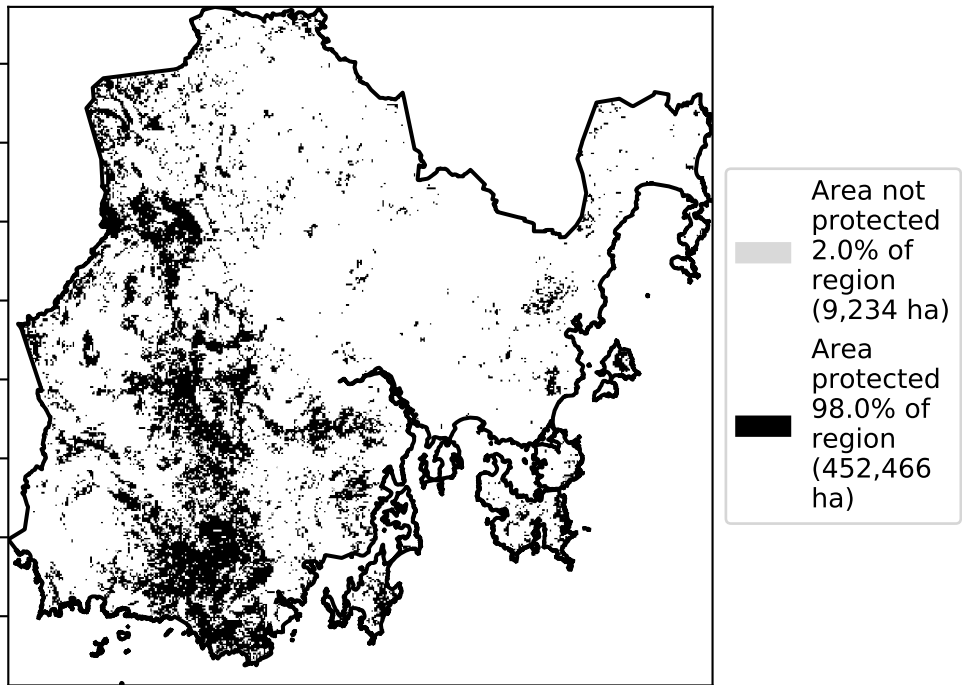 Area not
protected
2.0% of
region
(9,234 ha)
Area
protected
98.0% of
region
(452,466
ha)